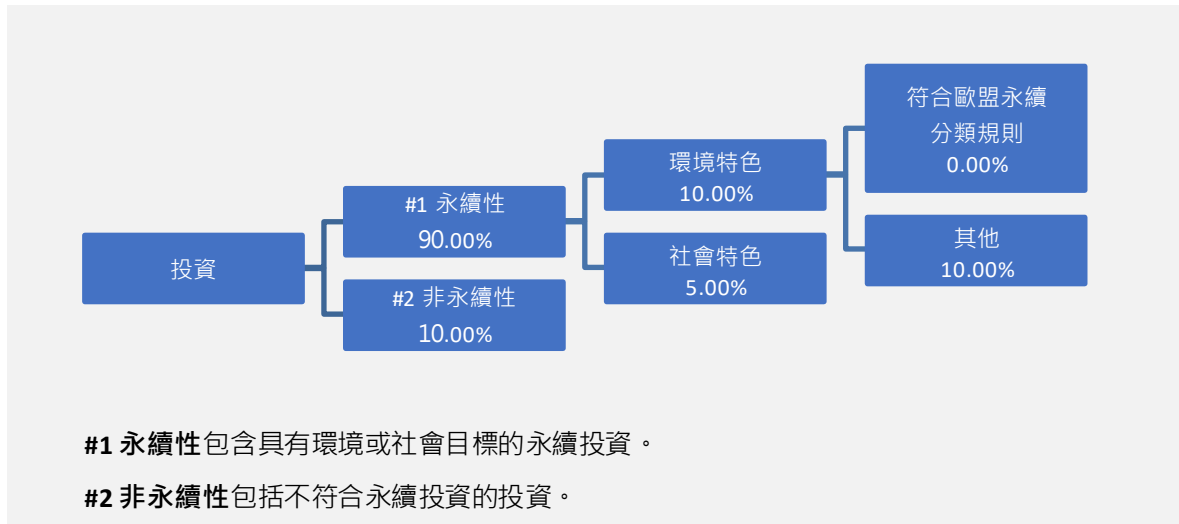 投資
#1 永續性
90.00%
#2 非永續性
10.00%
環境特色
10.00%
社會特色
5.00%
符合歐盟永續
分類規則
0.00%
其他
10.00%
#1 永續性包含具有環境或社會目標的永續投資。
#2 非永續性包括不符合永續投資的投資。